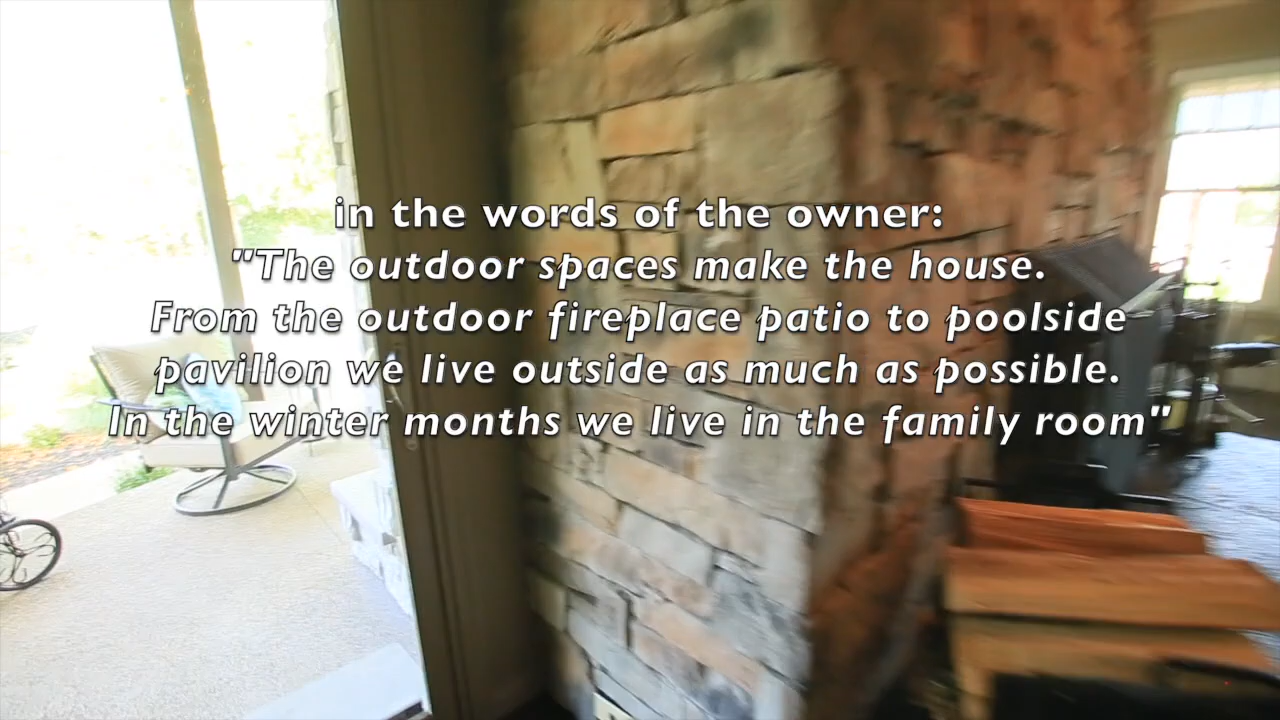 in the words of the owner:
"The outdoor spaces make the house.
From the outdoor fireplace patio to poolside
pavilion we live outside as much as possible.
In the winter months we live in the family room"